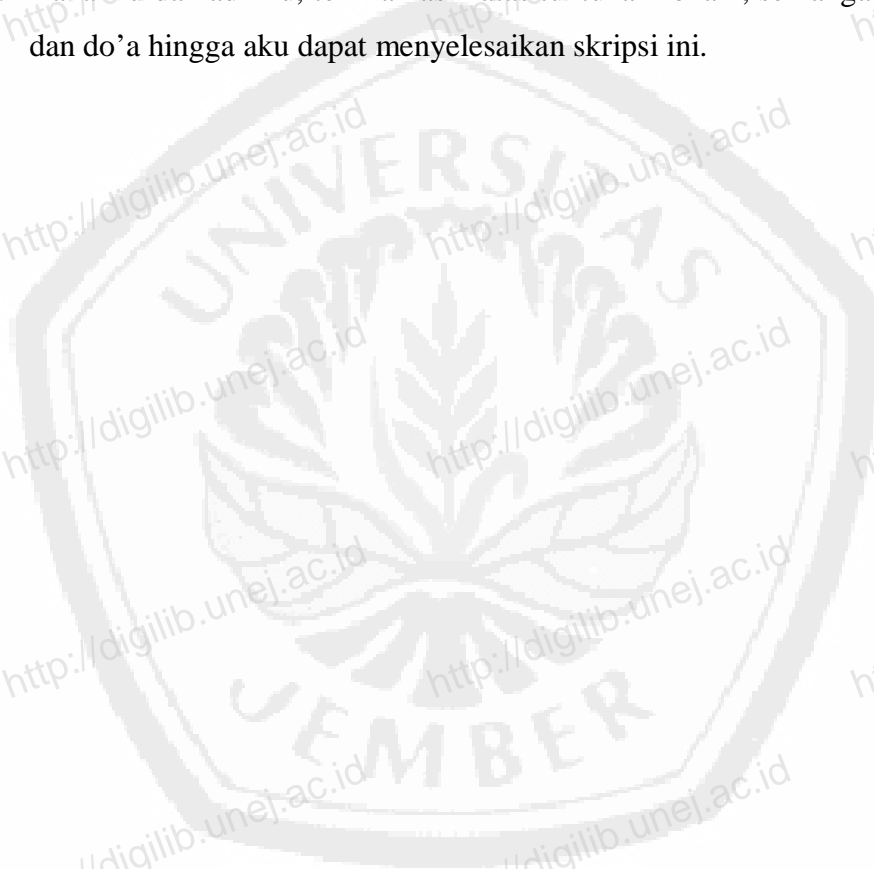 dan do’a hingga aku dapat menyelesaikan skripsi ini.
http://digilib.unej.ac.id
http://digilib.unej.ac.id
UNIVERSITAS
http://digilib.unej.ac.id
http://digilib.unej.ac.id
http://digilib.unej.ac.id
http://digilib.unej.ac.id
JEMBER
//digilib.unej.ac.id
//digilib.unej.ac.id